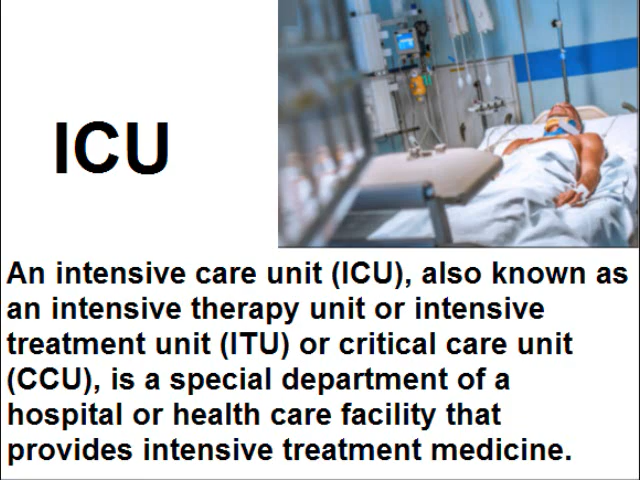 ICU
An intensive care unit (ICU), also known as
an intensive therapy unit or intensive
treatment unit (ITU) or critical care unit
(CCU), is a special department of a
hospital or health care facility that
provides intensive treatment medicine.